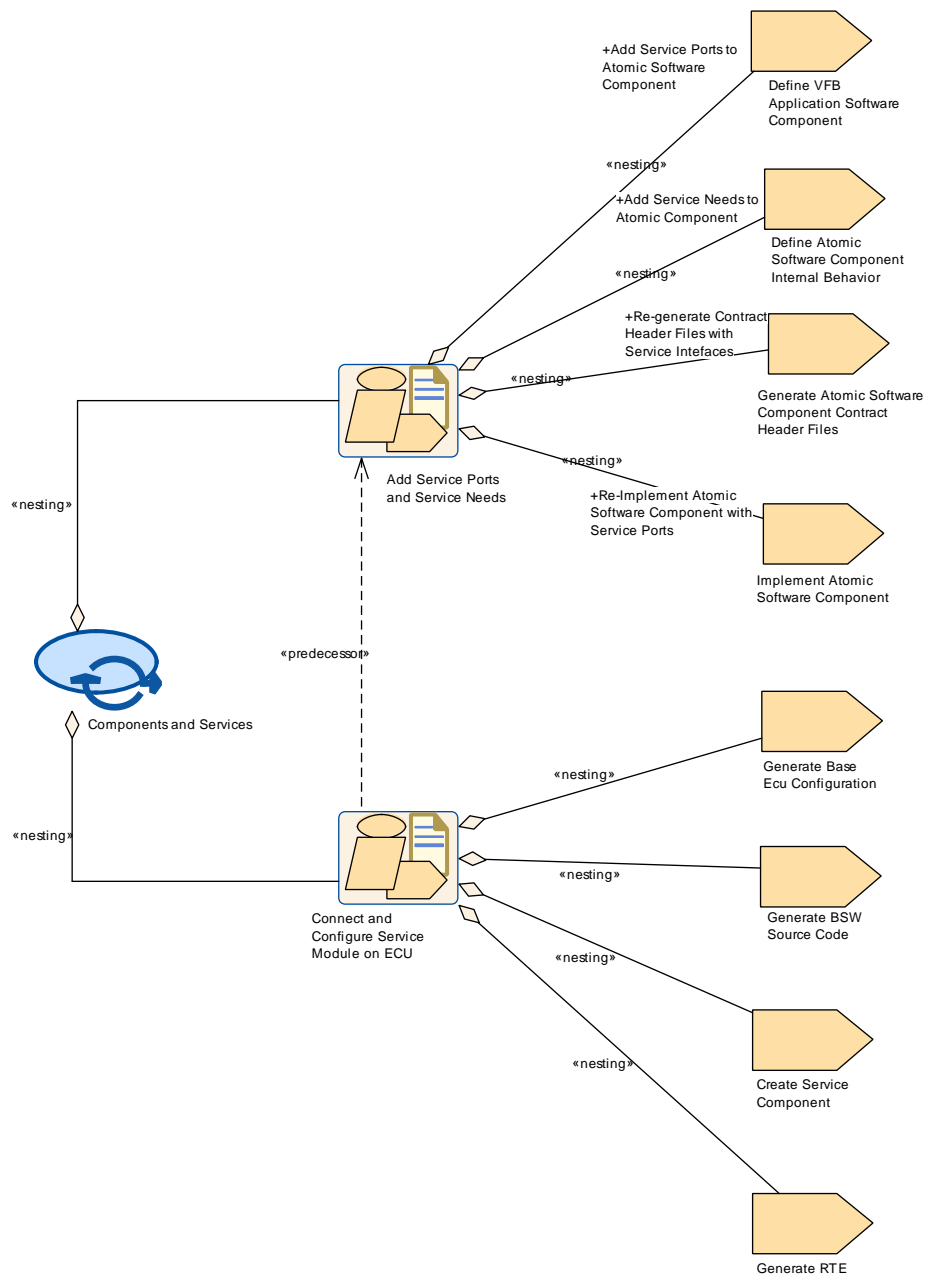 +Add Service Ports to
Atomic Software
Component
Define VFB
Application Software
Component
«nesting»
+Add Service Needs to
Atomic Component
Define Atomic
Software Component
Internal Behavior
«nesting»
+Re-generate Contract
Header Files with
Service Intefaces
«nesting»
Generate Atomic Software
Component Contract
Header Files
«nesting»
Add Service Ports
and Service Needs
«nesting»
+Re-Implement Atomic
Software Component with
Service Ports
Implement Atomic
Software Component
«predecessor»
Components and Services
Generate Base
Ecu Configuration
«nesting»
«nesting»
«nesting»
Generate BSW
Source Code
Connect and
Configure Service
Module on ECU
«nesting»
«nesting»
Create Service
Component
Generate RTE